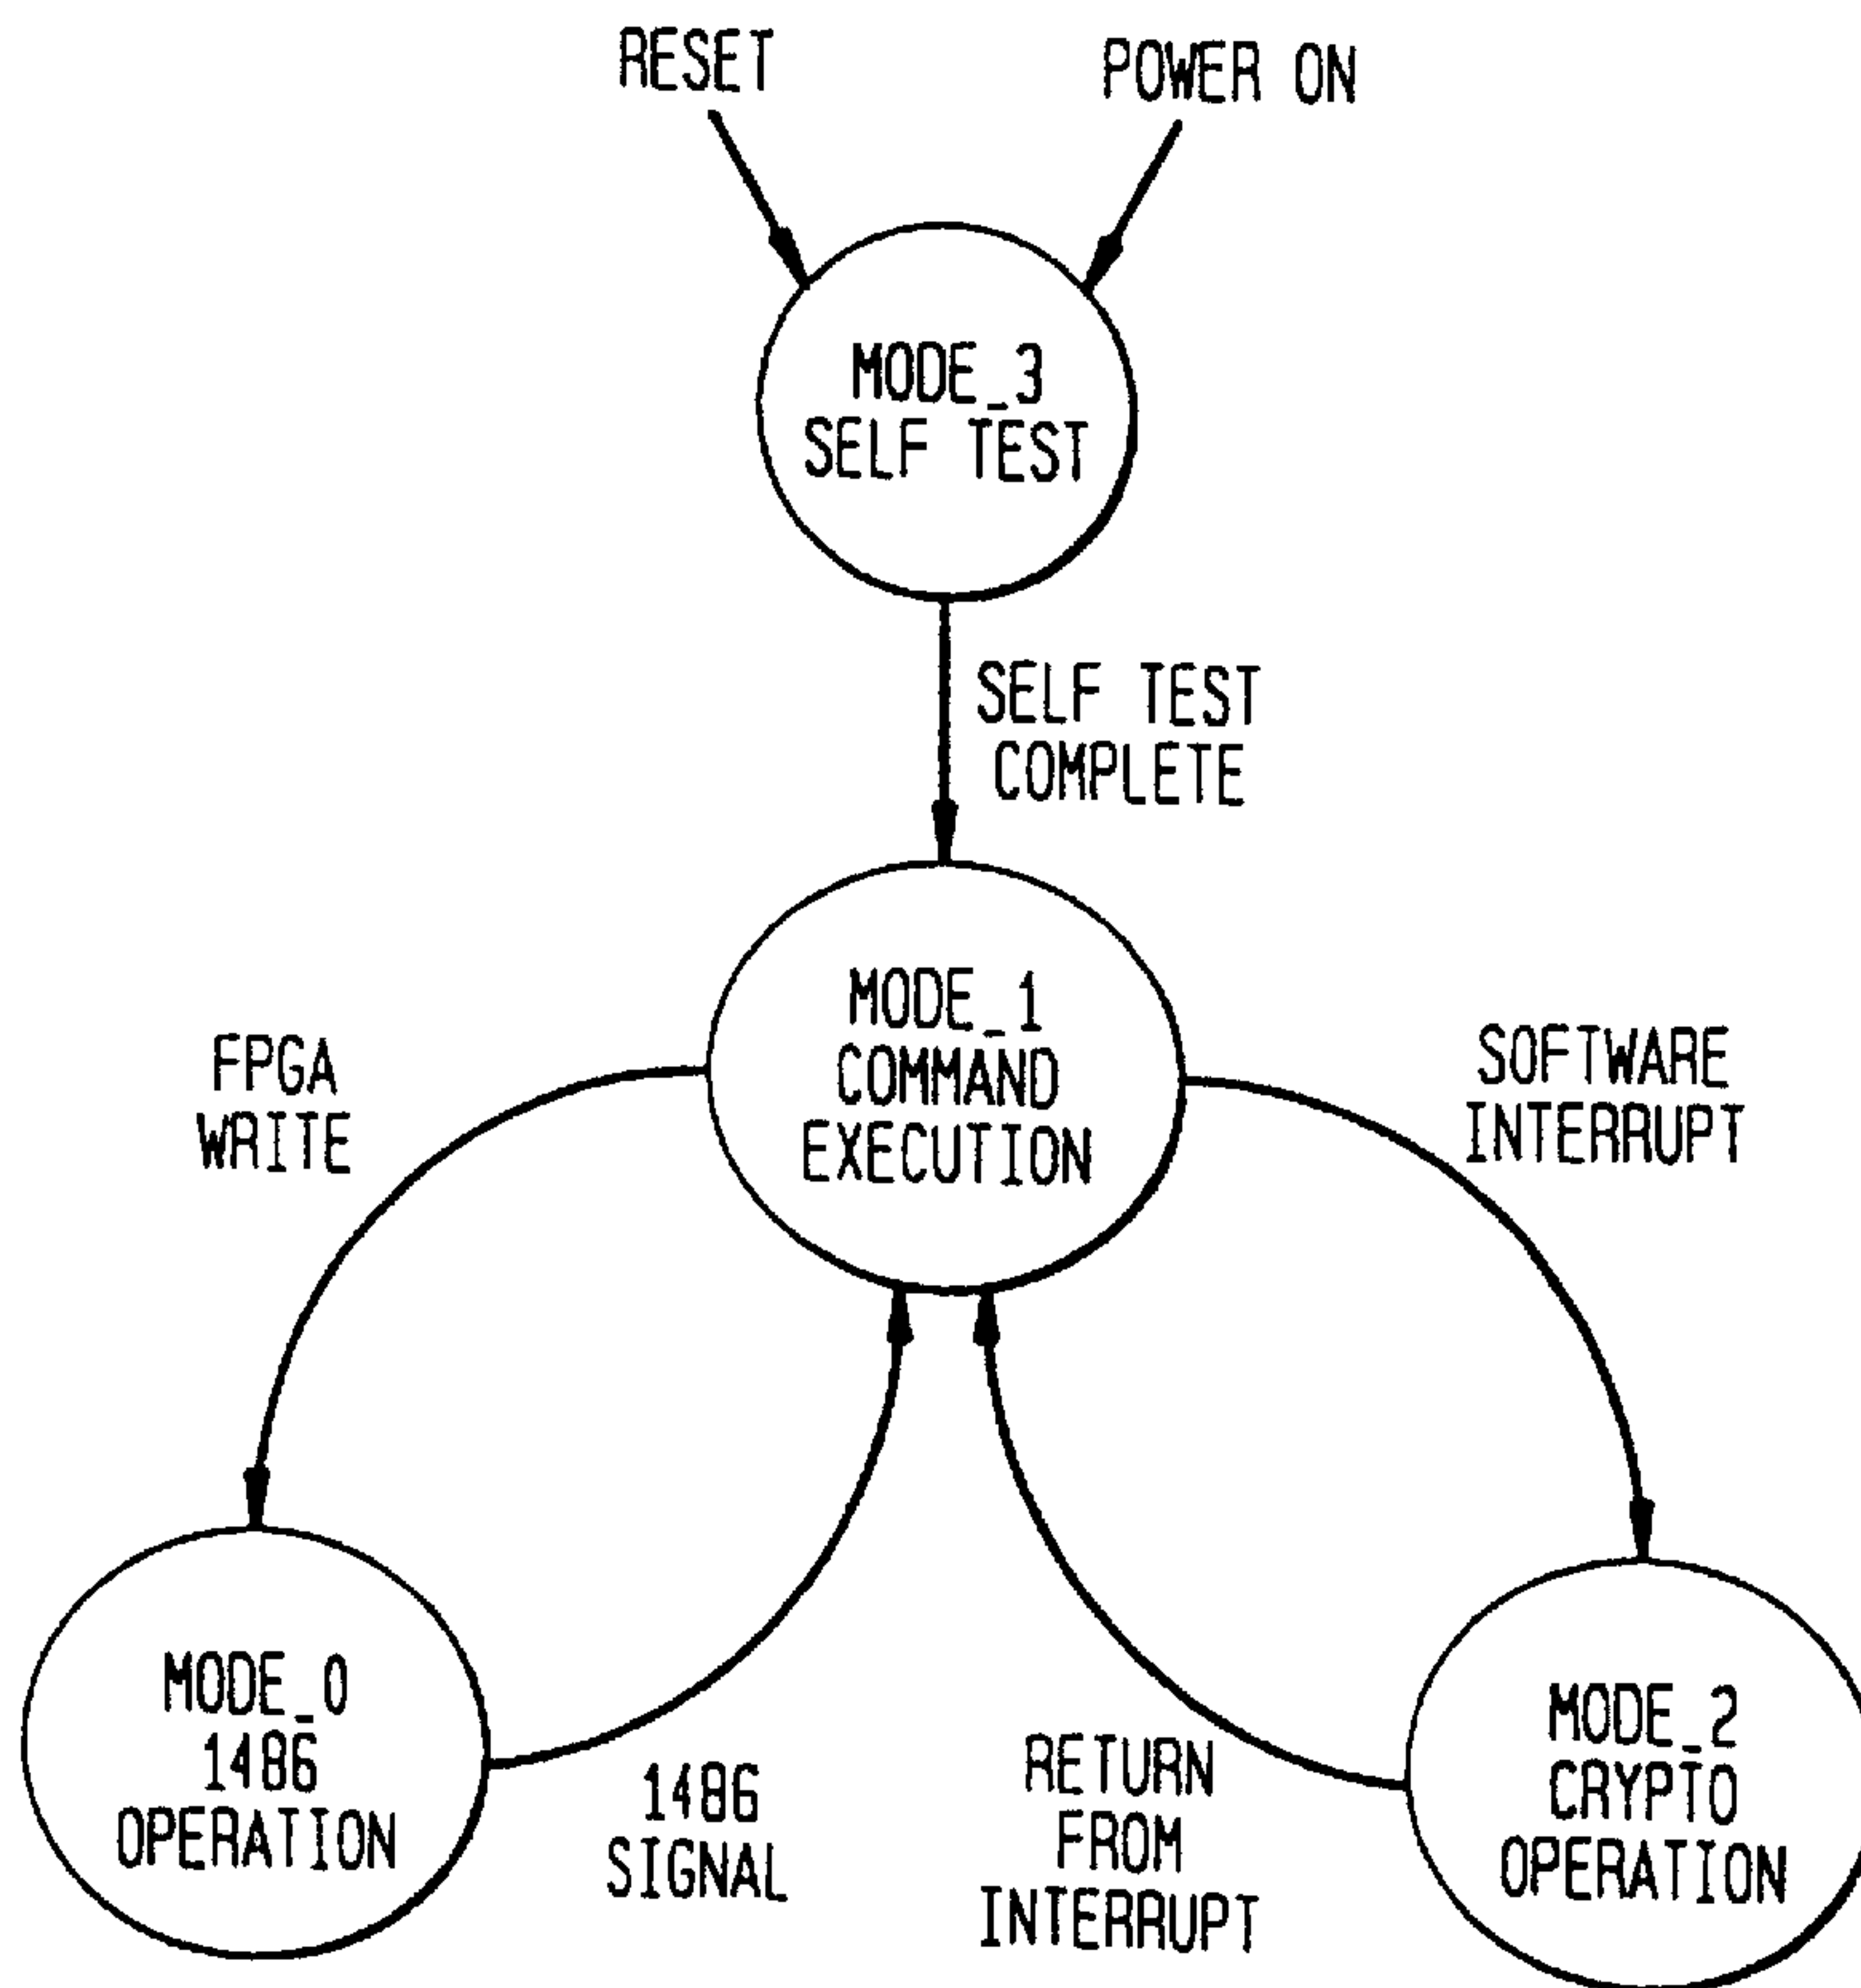 RESET
POWER ON
MODE_3
SELF TEST
SELF TEST
COMPLETE
MODE_1
COMMAND
EXECUTION
FPGA
WRITE
SOFTWARE
INTERRUPT
MODE_0
1486
OPERATION
1486
SIGNAL
RETURN
FROM
INTERRUPT
MODE_2
CRYPTO
OPERATION